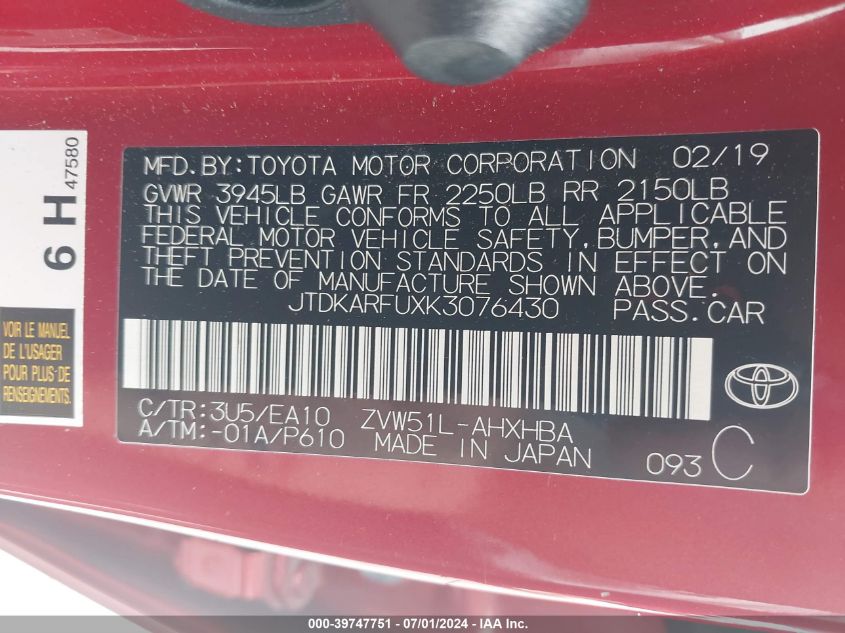 47580
6 H
VOIR LE MANUEL
DE L'USAGER
POUR PLUS DE
RENSEIGNEMENTS.
MFD.BY:TOYOTA MOTOR CORPORATION 02/19
GVWR 3945LB GAWR FR 2250LB RR 2150LB
THIS VEHICLE CONFORMS TO ALL APPLICABLE
FEDERAL MOTOR VEHICLE SAFETY,BUMPER,AND
THEFT PREVENTION STANDARDS IN EFFECT ON
THE DATE OF MANUFACTURE SHOWN ABOVE.
JTDKARFUXK3076430 PASS.CAR
C/TR:3U5/EA10 ZVW51L-AHXHBA
A/TM:-01A/P610 MADE IN JAPAN 093 C
000-39747751 - 07/01/2024 - IAA Inc.